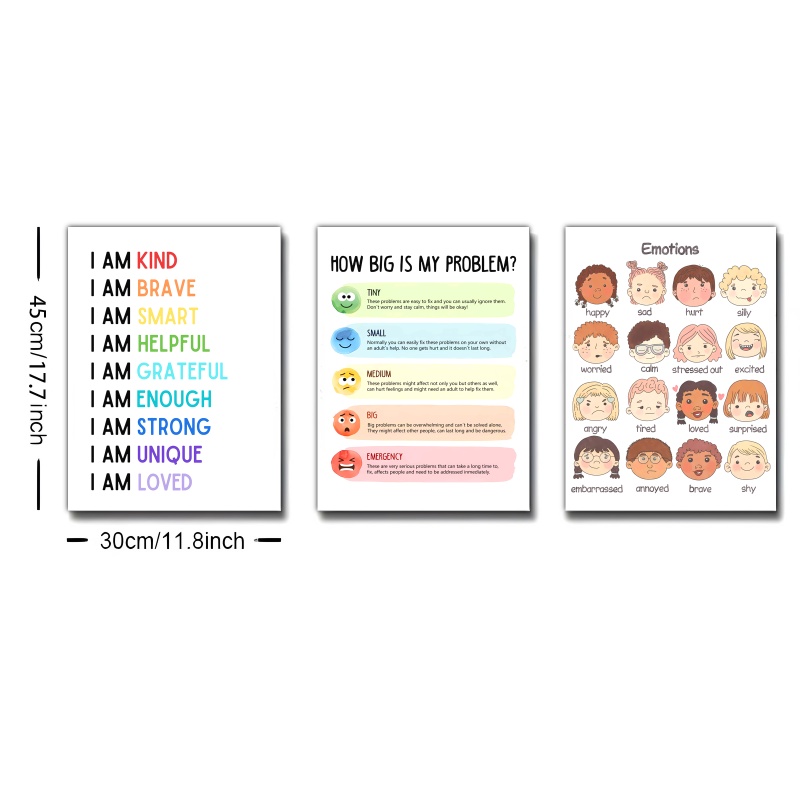 I AM KIND
I AM BRAVE
I AM SMART
I AM HELPFUL
I AM GRATEFUL
I AM ENOUGH
I AM STRONG
I AM UNIQUE
I AM LOVED
45cm/17.7inch
30cm/11.8inch
HOW BIG IS MY PROBLEM?
TINY
These problems are easy to fix and you can usually ignore them.
Don't worry and stay calm, things will be okay!
SMALL
Normally you can easily fix these problems on your own without
an adult's help. No one gets hurt and it doesn't last long.
MEDIUM
These problems might affect not only you but others as well,
can hurt feelings and might need an adult to help fix them.
BIG
Big problems can be overwhelming and can't be solved alone.
They might affect other people, can last long and be dangerous.
EMERGENCY
These are very serious problems that can take a long time to,
fix, affects people and need to be addressed immediately.
Emotions
happy sad hurt silly
worried calm stressed out excited
angry tired loved surprised
embarrassed annoyed brave shy